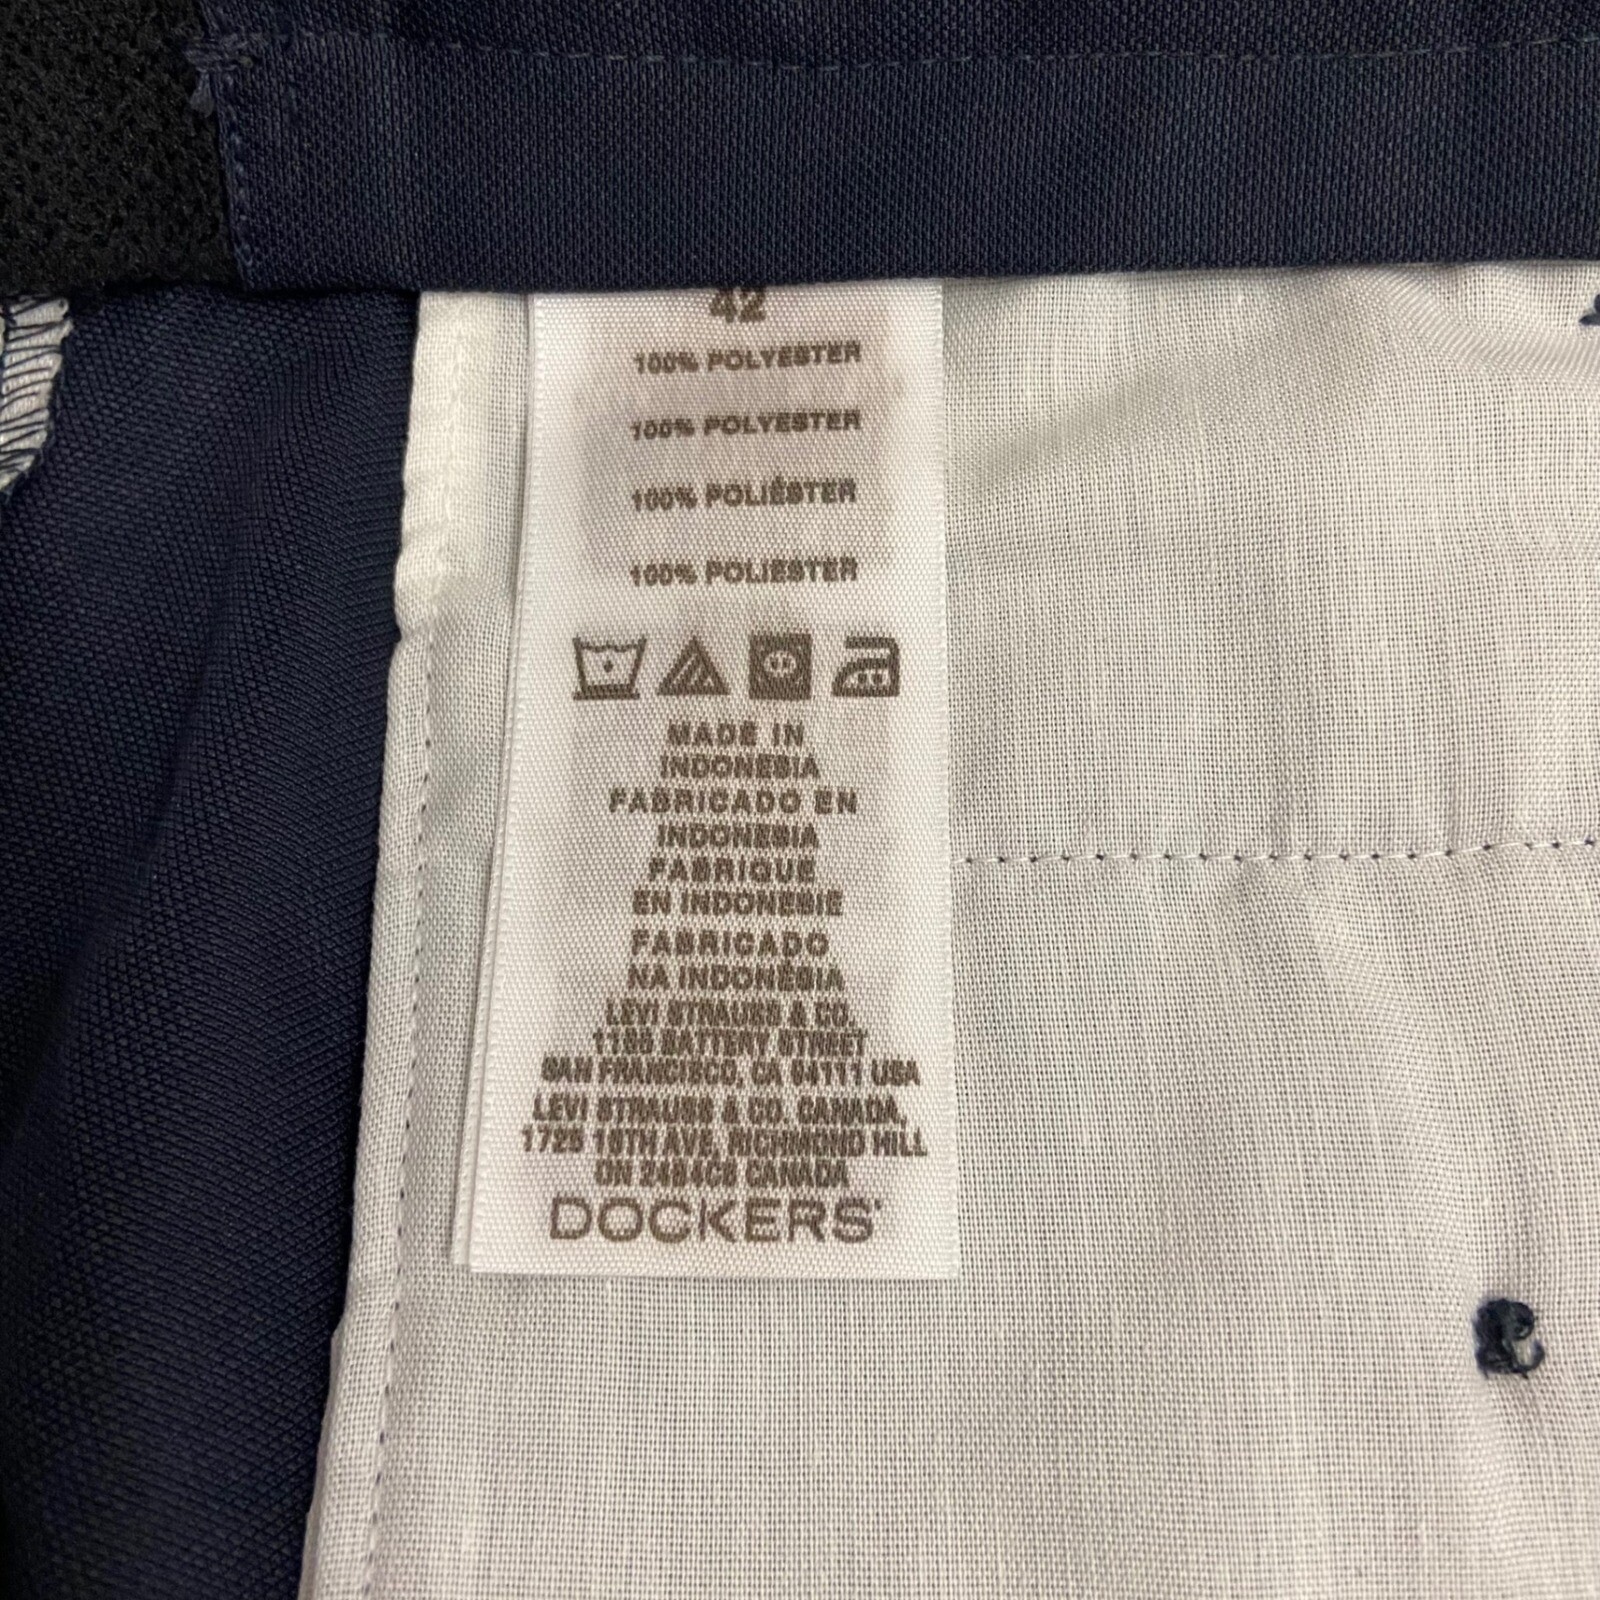 42
100% POLYESTER
100% POLYESTER
100% POLIÉSTER
100% POLIÉSTER
MADE IN
INDONESIA
FABRICADO EN
INDONESIA
FABRIQUE
EN INDONESIE
FABRICADO
NA INDONÉSIA
LEVI STRAUSS & CO.
1155 BATTERY STREET
SAN FRANCISCO, CA 94111 USA
LEVI STRAUSS & CO. CANADA,
1725 16TH AVE, RICHMOND HILL
ON CANADA
DOCKERS